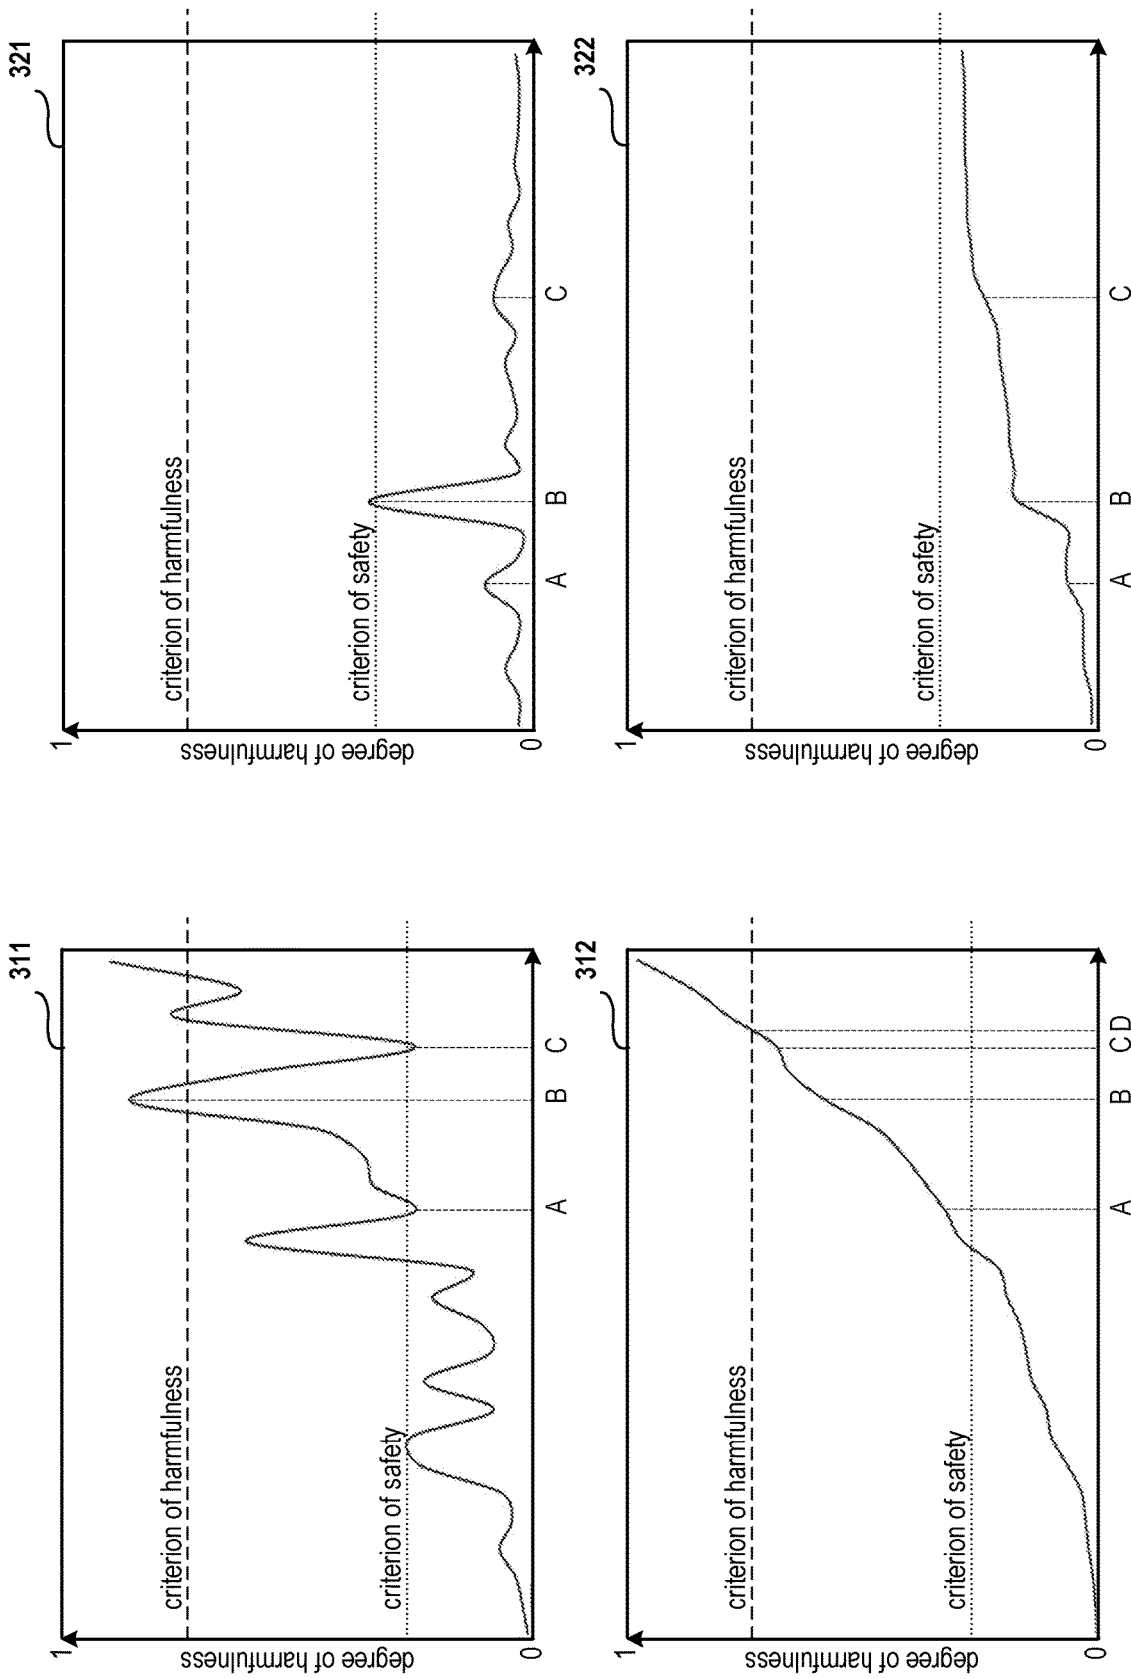 311
1
degree of harmfulness
0
criterion of harmfulness
criterion of safety
A
B
C
312
1
degree of harmfulness
0
criterion of harmfulness
criterion of safety
A
B
C
D
321
1
degree of harmfulness
0
criterion of harmfulness
criterion of safety
A
B
C
322
1
degree of harmfulness
0
criterion of harmfulness
criterion of safety
A
B
C